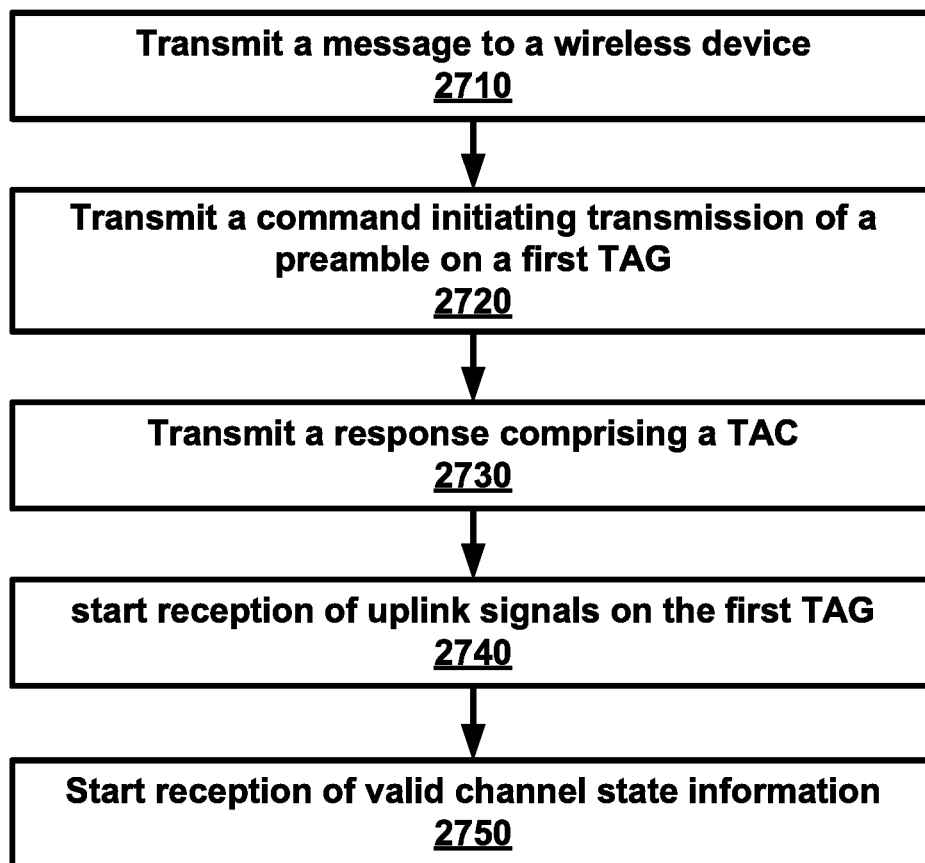 Transmit a message to a wireless device
2710
Transmit a command initiating transmission of a
preamble on a first TAG
2720
Transmit a response comprising a TAC
2730
start reception of uplink signals on the first TAG
2740
Start reception of valid channel state information
2750